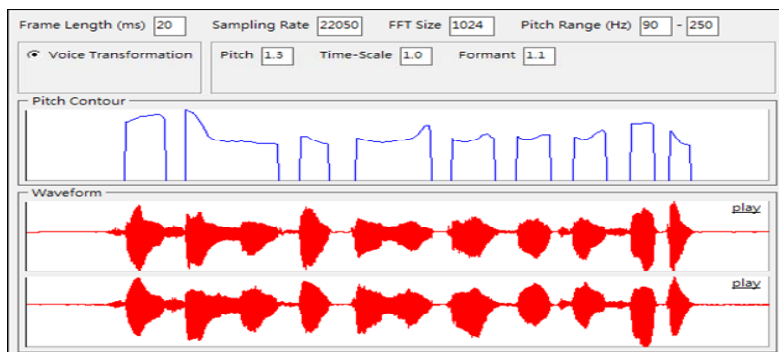 Frame Length (ms) 20 Sampling Rate 22050 FFT Size 1024 Pitch Range (Hz) 90 - 250
Voice Transformation Pitch 1.3 Time-Scale 1.0 Formant 1.1
Pitch Contour
Waveform
play
play